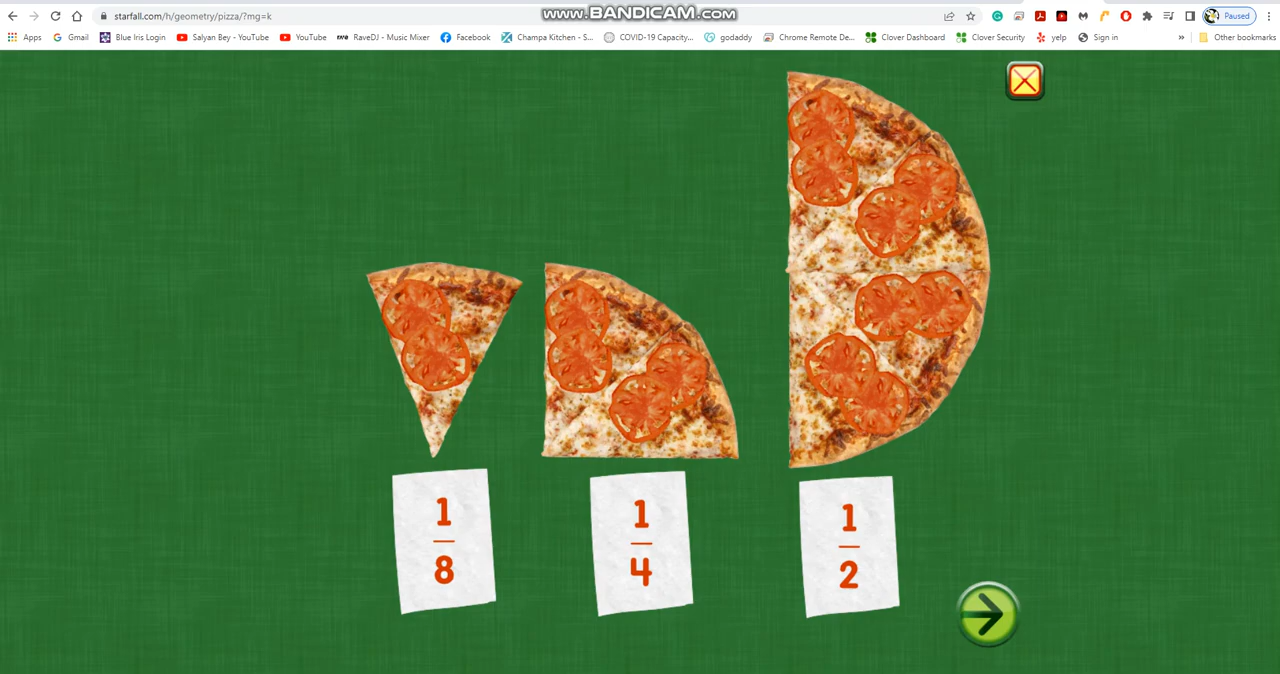 starfall.com/h/geometry/pizza/?mg=k
www.BANDICAM.com
Paused
Apps
Gmail
Blue Iris Login
Salyan Bey - YouTube
YouTube
RaveDJ - Music Mixer
Facebook
Champa Kitchen - S...
COVID-19 Capacity...
godaddy
Chrome Remote De...
Clover Dashboard
Clover Security
yelp
Sign in
»
Other bookmarks
1
8
1
4
1
2